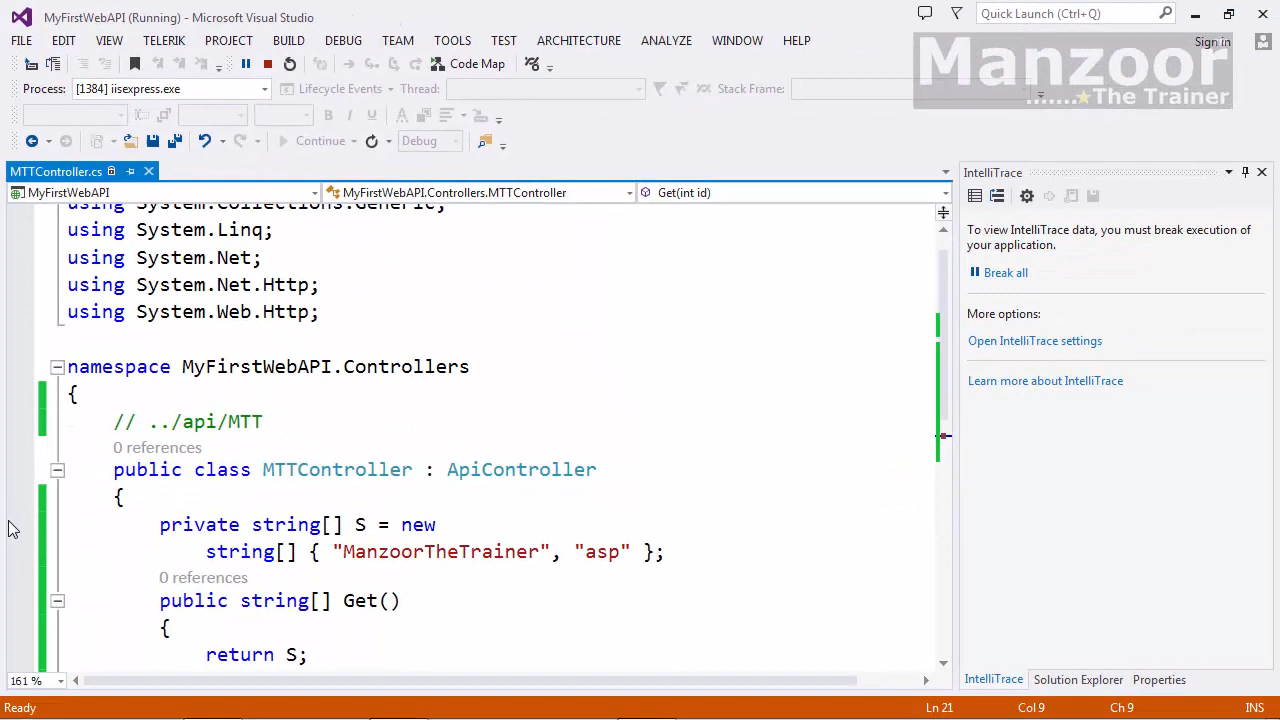 MyFirstWebAPI (Running) - Microsoft Visual Studio
Quick Launch (Ctrl+Q)
FILE EDIT VIEW TELERIK PROJECT BUILD DEBUG TEAM TOOLS TEST ARCHITECTURE ANALYZE WINDOW HELP
Sign in
Manzoor
.......The Trainer
Code Map
Process: [1384] iisexpress.exe Lifecycle Events Thread: Stack Frame:
Continue Debug
MTTController.cs
MyFirstWebAPI MyFirstWebAPI.Controllers.MTTController Get(int id)
using System.Collections.Generic;
using System.Linq;
using System.Net;
using System.Net.Http;
using System.Web.Http;
namespace MyFirstWebAPI.Controllers
{
// ../api/MTT
0 references
public class MTTController : ApiController
{
private string[] S = new
string[] { "ManzoorTheTrainer", "asp" };
0 references
public string[] Get()
{
return S;
161 %
IntelliTrace
To view IntelliTrace data, you must break execution of
your application.
Break all
More options:
Open IntelliTrace settings
Learn more about IntelliTrace
IntelliTrace Solution Explorer Properties
Ready Ln 21 Col 9 Ch 9 INS